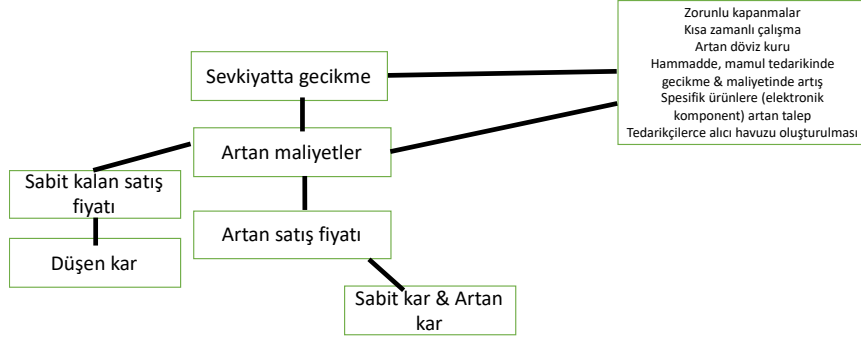 Zorunlu kapanmalar
Kısa zamanlı çalışma
Artan döviz kuru
Hammadde, mamul tedarikinde
gecikme & maliyetinde artış
Spesifik ürünlere (elektronik
komponent) artan talep
Tedarikçilerce alıcı havuzu oluşturulması
Sevkiyatta gecikme
Artan maliyetler
Sabit kalan satış
fiyatı
Artan satış fiyatı
Düşen kar
Sabit kar & Artan
kar